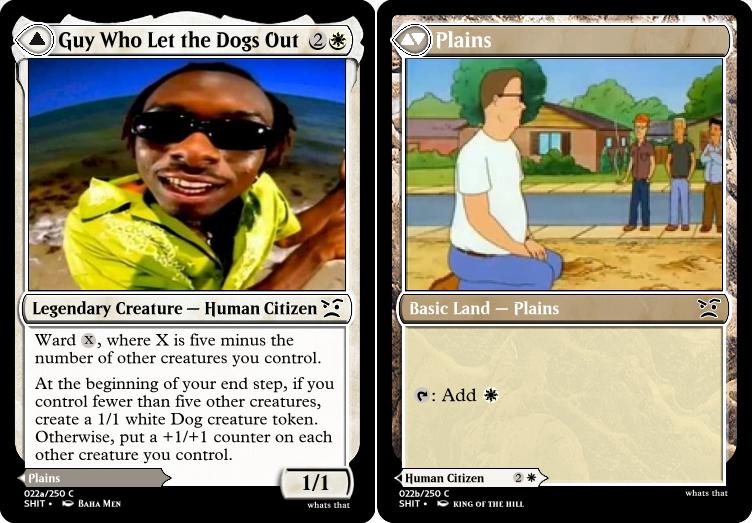 Guy Who Let the Dogs Out 2
Legendary Creature — Human Citizen
Ward X, where X is five minus the
number of other creatures you control.
At the beginning of your end step, if you
control fewer than five other creatures,
create a 1/1 white Dog creature token.
Otherwise, put a +1/+1 counter on each
other creature you control.
Plains
1/1
022a/250 C
SHIT • Baha Men
whats that
Plains
Basic Land — Plains
: Add
Human Citizen 2
022b/250 C
SHIT • KING OF THE HILL
whats that